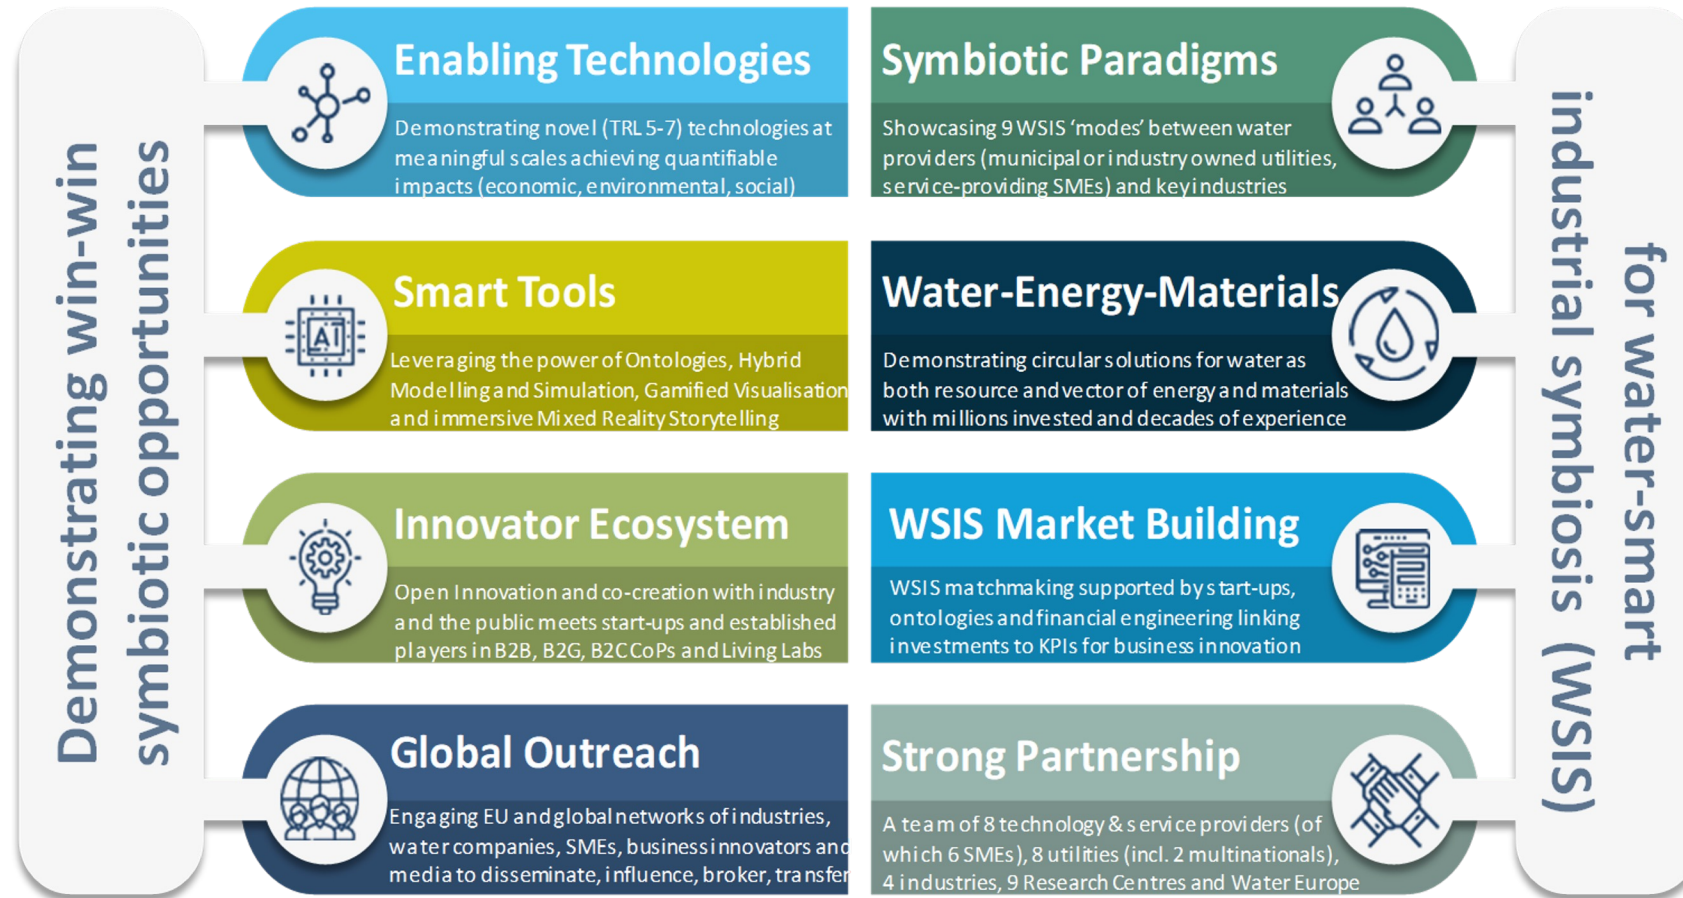 Demonstrating win-win
symbiotic opportunities
Enabling Technologies
Demonstrating novel (TRL 5-7) technologies at
meaningful scales achieving quantifiable
impacts (economic, environmental, social)
Symbiotic Paradigms
Showcasing 9 WSIS ‘modes’ between water
providers (municipal or industry owned utilities,
service-providing SMEs) and key industries
Smart Tools
Leveraging the power of Ontologies, Hybrid
Modelling and Simulation, Gamified Visualisation
and immersive Mixed Reality Storytelling
AI
Water-Energy-Materials
Demonstrating circular solutions for water as
both resource and vector of energy and materials
with millions invested and decades of experience
Innovator Ecosystem
Open Innovation and co-creation with industry
and the public meets start-ups and established
players in B2B, B2G, B2C CoPs and Living Labs
WSIS Market Building
WSIS matchmaking supported by start-ups,
ontologies and financial engineering linking
investments to KPIs for business innovation
Global Outreach
Engaging EU and global networks of industries,
water companies, SMEs, business innovators and
media to disseminate, influence, broker, transfer
Strong Partnership
A team of 8 technology & service providers (of
which 6 SMEs), 8 utilities (incl. 2 multinationals),
4 industries, 9 Research Centres and Water Europe
for water-smart
industrial symbiosis (WSIS)